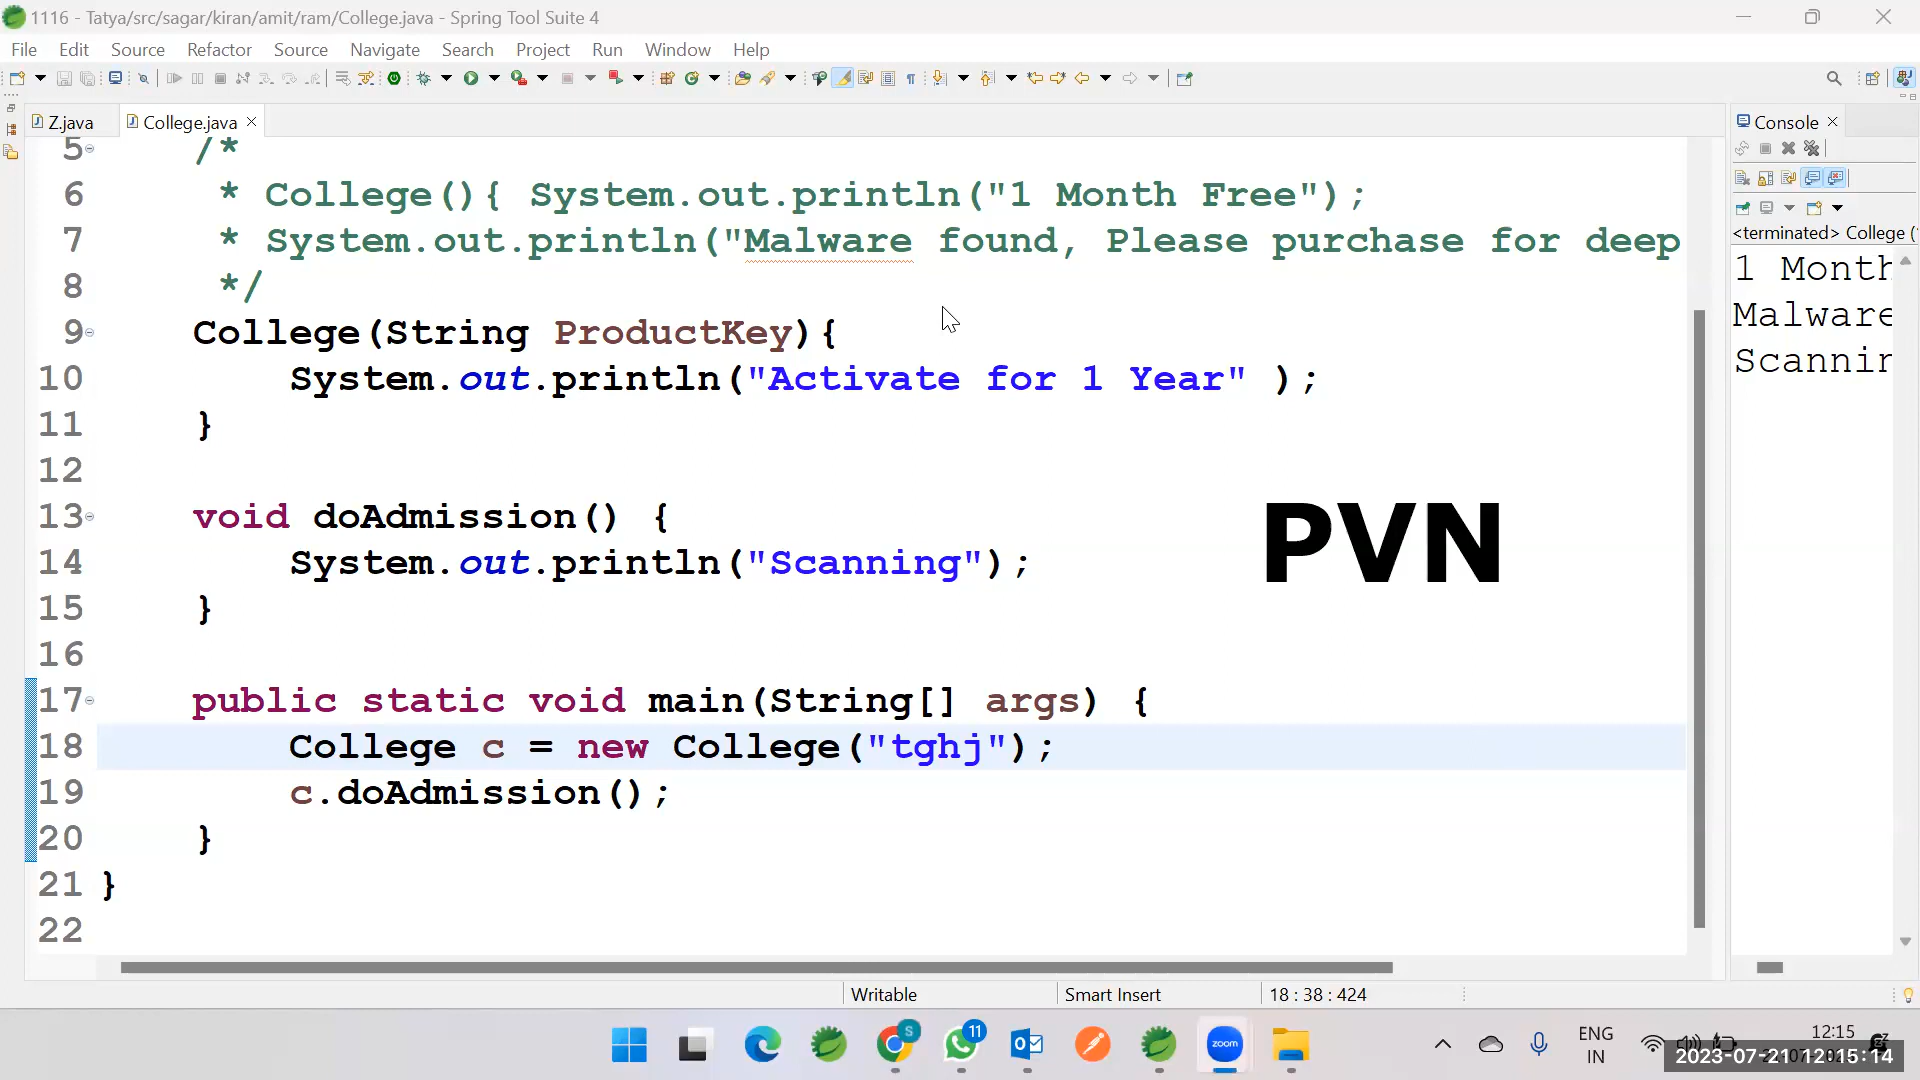 1116 - Tatya/src/sagar/kiran/amit/ram/College.java - Spring Tool Suite 4
File Edit Source Refactor Source Navigate Search Project Run Window Help
Z.java College.java
5 /*
6 * College(){ System.out.println("1 Month Free");
7 * System.out.println("Malware found, Please purchase for deep
8 */
9 College(String ProductKey){
10 System.out.println("Activate for 1 Year" );
11 }
12
13 void doAdmission() {
14 System.out.println("Scanning");
15 }
16
17 public static void main(String[] args) {
18 College c = new College("tghj");
19 c.doAdmission();
20 }
21 }
22
PVN
Console
<terminated> College (
1 Month
Malware
Scannin
Writable Smart Insert 18 : 38 : 424
S
11
zoom
ENG
IN
12:15
2023-07-21 12:15:14